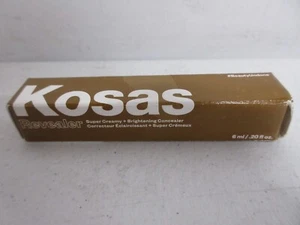 Kosas
Revealer
Super Creamy + Brightening Concealer
Correcteur Éclaircissant + Super Crémeux
6 ml / .20 fl oz.